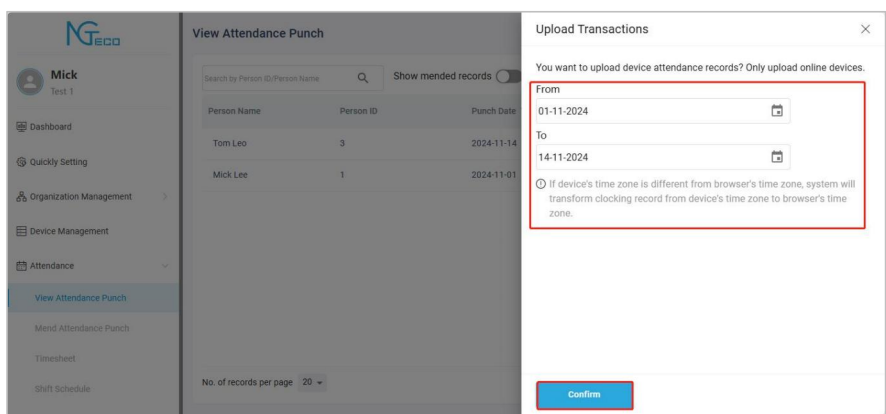 NGTECO
Mick
Test 1
Dashboard
Quickly Setting
Organization Management
Device Management
Attendance
View Attendance Punch
Mend Attendance Punch
Timesheet
Shift Schedule
View Attendance Punch
Search by Person ID/Person Name
Show mended records
Person Name Person ID Punch Date
Tom Leo 3 2024-11-14
Mick Lee 1 2024-11-01
No. of records per page 20
Upload Transactions
You want to upload device attendance records? Only upload online devices.
From
01-11-2024
To
14-11-2024
If device's time zone is different from browser's time zone, system will
transform clocking record from device's time zone to browser's time
zone.
Confirm